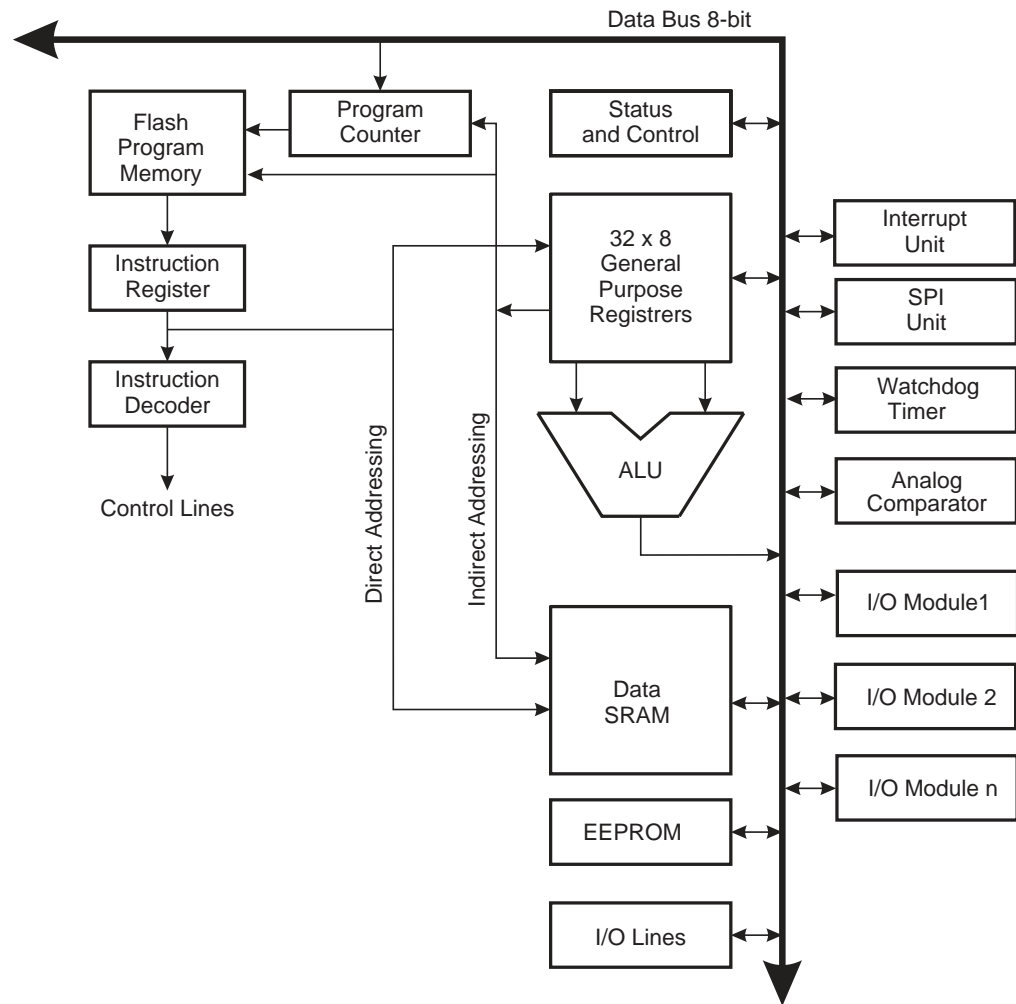 Data Bus 8-bit
Flash
Program
Memory
Program
Counter
Status
and Control
Interrupt
Unit
32 x 8
General
Purpose
Registrers
Instruction
Register
SPI
Unit
Instruction
Decoder
Watchdog
Timer
ALU
Analog
Comparator
Control Lines
Direct Addressing
Indirect Addressing
I/O Module1
Data
SRAM
I/O Module 2
I/O Module n
EEPROM
I/O Lines